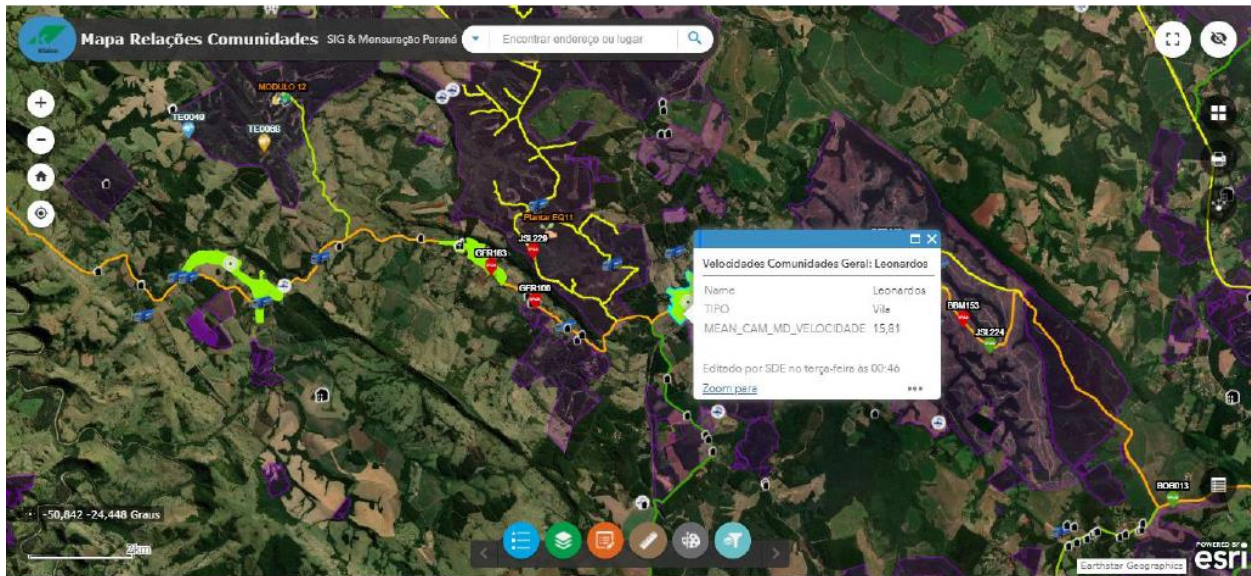 Mapa Relações Comunidades SIG & Mensuração Paraná
Encontrar endereço ou lugar
MODULO 12
TE0049
TE0068
Plantar EQ11
JSL229
GFR163
GFR108
Velocidades Comunidades Geral: Leonardos
Name Leonardos
TIPO Vila
MEAN_CAM_MD_VELOCIDADE 15,81
Editado por SDE no terça-feira às 00:46
Zoom para
BBM153
JSL224
BOB013
-50,842 -24,448 Graus
2km
Earthstar Geographics
POWERED BY
esri